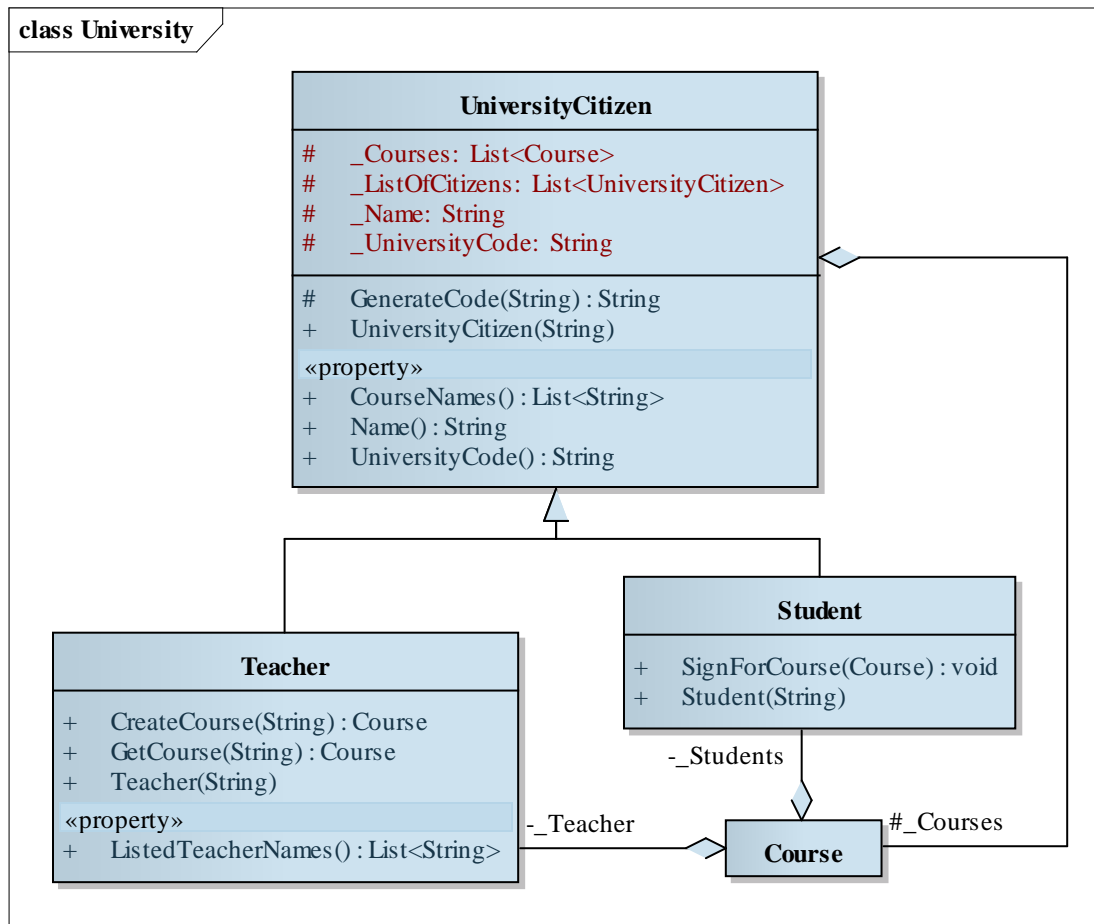 class University
UniversityCitizen
# _Courses: List<Course>
# _ListOfCitizens: List<UniversityCitizen>
# _Name: String
# _UniversityCode: String
# GenerateCode(String) : String
+ UniversityCitizen(String)
«property»
+ CourseNames() : List<String>
+ Name() : String
+ UniversityCode() : String
Student
+ SignForCourse(Course) : void
+ Student(String)
Teacher
+ CreateCourse(String) : Course
+ GetCourse(String) : Course
+ Teacher(String)
«property»
+ ListedTeacherNames() : List<String>
-_Students
-_Teacher
#_Courses
Course